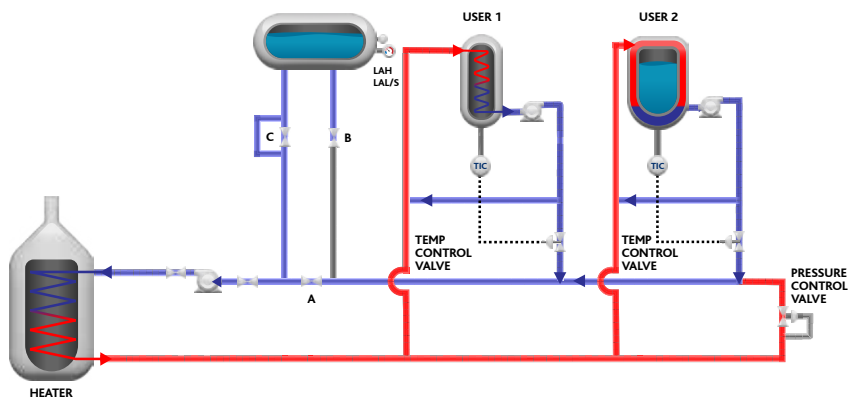 USER 1
USER 2
LAH
LAL/S
C
B
TIC
TIC
TEMP
CONTROL
VALVE
TEMP
CONTROL
VALVE
PRESSURE
CONTROL
VALVE
A
HEATER